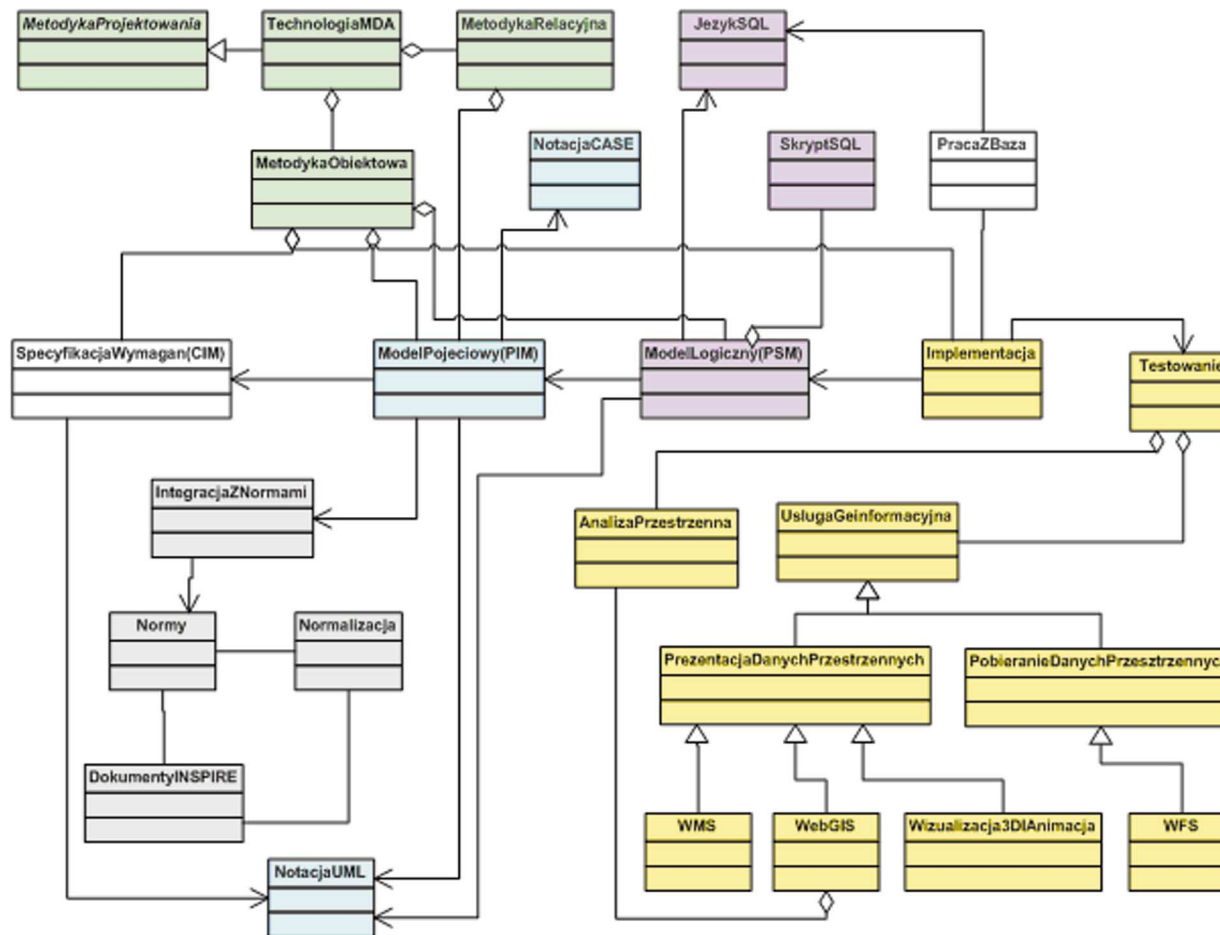 MetodykaProjektowania
TechnologiaMDA
MetodykaRelacyjna
JezykSQL
NotacjaCASE
SkryptSQL
PracaZBaza
MetodykaObiektowa
SpecyfikacjaWymagan(CIM)
ModelPojeciowy(PIM)
ModelLogiczny(PSM)
Implementacja
Testowanie
IntegracjaZNormami
AnalizaPrzestrzenna
UslugaGeinformacyjna
Normy
Normalizacja
PrezentacjaDanychPrzestrzennych
PobieranieDanychPrzesztrzennyc
DokumentyINSPIRE
WMS
WebGIS
Wizualizacja3DIAnimacja
WFS
NotacjaUML